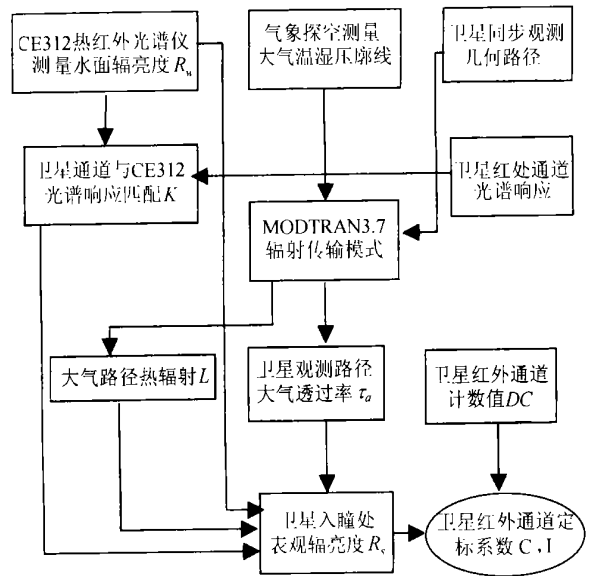 CE312热红外光谱仪
测量水面辐亮度 Rw
气象探空测量
大气温湿压廓线
卫星同步观测
几何路径
卫星通道与CE312
光谱响应匹配K
卫星红处通道
光谱响应
MODTRAN3.7
辐射传输模式
大气路径热辐射L
卫星观测路径
大气透过率 τa
卫星红外通道
计数值DC
卫星入瞳处
表观辐亮度 Re
卫星红外通道定
标系数 C，I